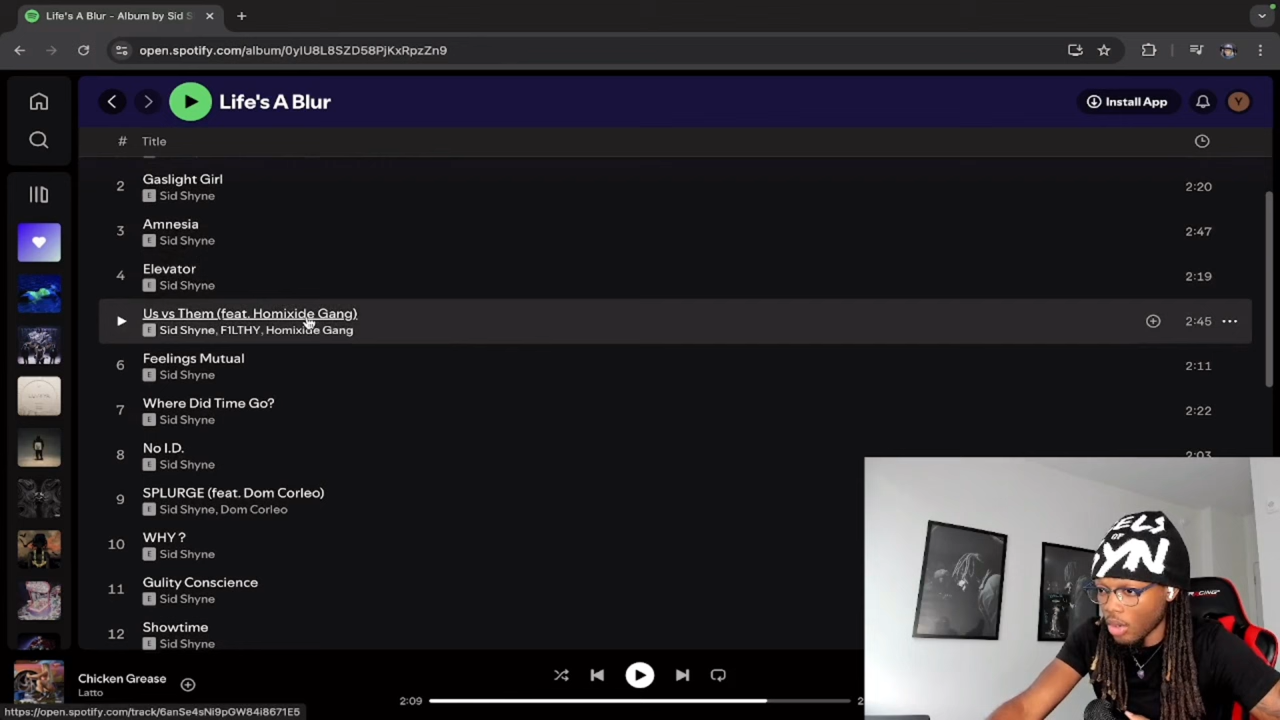 Life's A Blur - Album by Sid S
open.spotify.com/album/0ylU8L8SZD58PjKxRpzZn9
Life's A Blur
Install App
Y
# Title
2 Gaslight Girl 2:20
E Sid Shyne
3 Amnesia 2:47
E Sid Shyne
4 Elevator 2:19
E Sid Shyne
Us vs Them (feat. Homixide Gang) 2:45
E Sid Shyne, F1LTHY, Homixide Gang
6 Feelings Mutual 2:11
E Sid Shyne
7 Where Did Time Go? 2:22
E Sid Shyne
8 No I.D. 2:03
E Sid Shyne
9 SPLURGE (feat. Dom Corleo)
E Sid Shyne, Dom Corleo
10 WHY?
E Sid Shyne
11 Gulity Conscience
E Sid Shyne
12 Showtime
E Sid Shyne
Chicken Grease
Latto
2:09
https://open.spotify.com/track/6anSe4sNi9pGW84i8671E5
OF
RACING